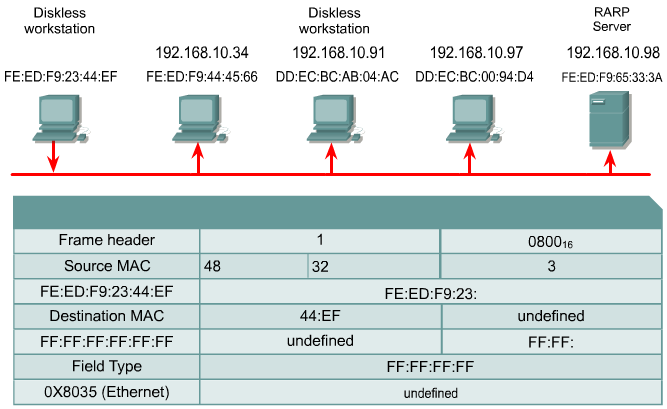 Diskless workstation
Diskless workstation
RARP Server
192.168.10.34
192.168.10.91
192.168.10.97
192.168.10.98
FE:ED:F9:23:44:EF
FE:ED:F9:44:45:66
DD:EC:BC:AB:04:AC
DD:EC:BC:00:94:D4
FE:ED:F9:65:33:3A
Frame header
1
0800₁₆
Source MAC
48
32
3
FE:ED:F9:23:44:EF
FE:ED:F9:23:
Destination MAC
44:EF
undefined
FF:FF:FF:FF:FF:FF
undefined
FF:FF:
Field Type
FF:FF:FF:FF
0X8035 (Ethernet)
undefined